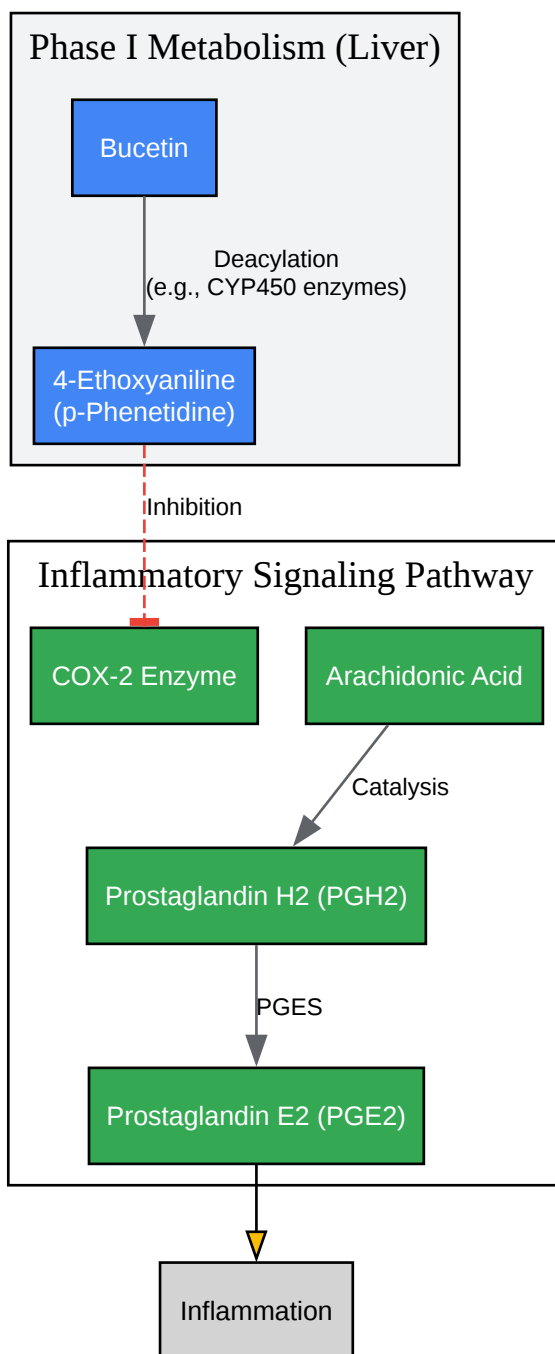 Phase I Metabolism (Liver)
Bucetin
Deacylation
(e.g., CYP450 enzymes)
4-Ethoxyaniline
(p-Phenetidine)
Inhibition
Inflammatory Signaling Pathway
COX-2 Enzyme
Arachidonic Acid
Catalysis
Prostaglandin H2 (PGH2)
PGES
Prostaglandin E2 (PGE2)
Inflammation